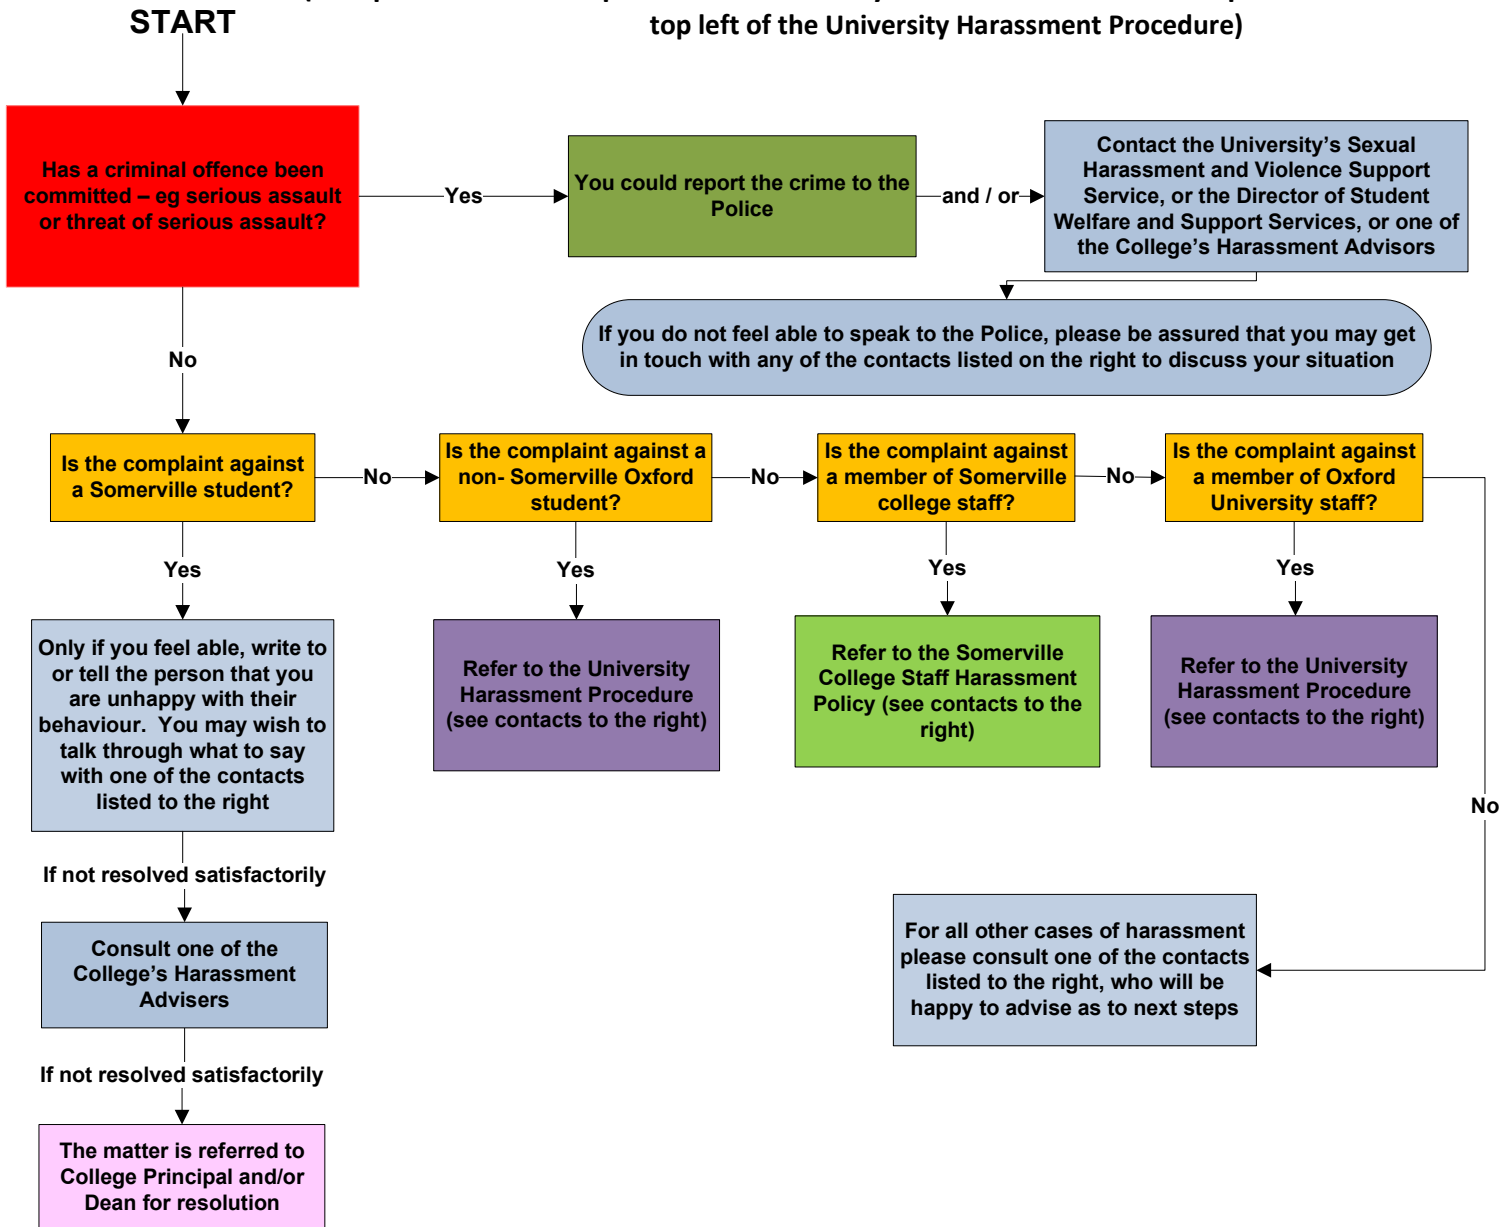 START
top left of the University Harassment Procedure)
Has a criminal offence been
committed – eg serious assault
or threat of serious assault?
Yes
You could report the crime to the
Police
and / or
Contact the University’s Sexual
Harassment and Violence Support
Service, or the Director of Student
Welfare and Support Services, or one of
the College’s Harassment Advisors
If you do not feel able to speak to the Police, please be assured that you may get
in touch with any of the contacts listed on the right to discuss your situation
No
Is the complaint against
a Somerville student?
No
Is the complaint against a
non- Somerville Oxford
student?
No
Is the complaint against
a member of Somerville
college staff?
No
Is the complaint against
a member of Oxford
University staff?
Yes
Yes
Yes
Yes
Only if you feel able, write to
or tell the person that you
are unhappy with their
behaviour. You may wish to
talk through what to say
with one of the contacts
listed to the right
Refer to the University
Harassment Procedure
(see contacts to the right)
Refer to the Somerville
College Staff Harassment
Policy (see contacts to the
right)
Refer to the University
Harassment Procedure
(see contacts to the right)
No
If not resolved satisfactorily
Consult one of the
College’s Harassment
Advisers
For all other cases of harassment
please consult one of the contacts
listed to the right, who will be
happy to advise as to next steps
If not resolved satisfactorily
The matter is referred to
College Principal and/or
Dean for resolution